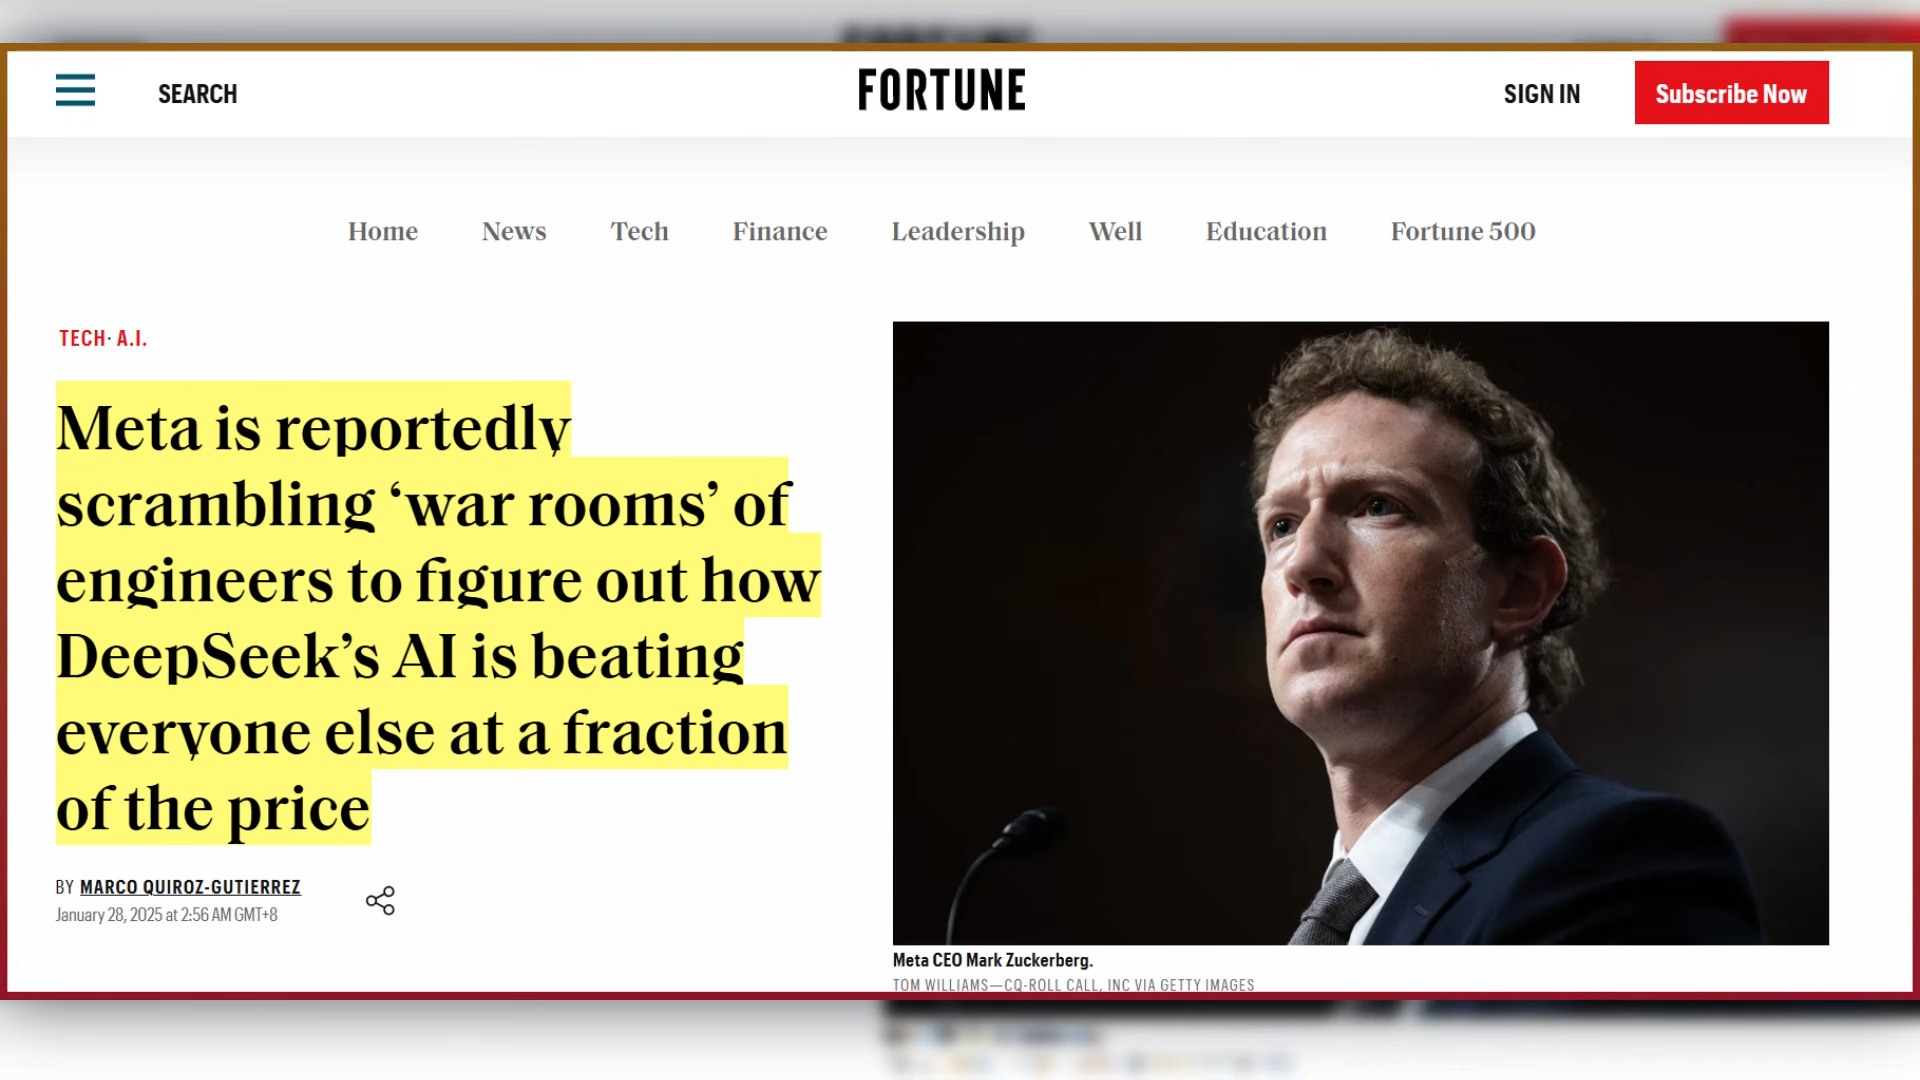 SEARCH
FORTUNE
SIGN IN
Subscribe Now
Home
News
Tech
Finance
Leadership
Well
Education
Fortune 500
TECH· A.I.
Meta is reportedly
scrambling ‘war rooms’ of
engineers to figure out how
DeepSeek’s AI is beating
everyone else at a fraction
of the price
BY MARCO QUIROZ-GUTIERREZ
January 28, 2025 at 2:56 AM GMT+8
Meta CEO Mark Zuckerberg.
TOM WILLIAMS—CQ-ROLL CALL, INC VIA GETTY IMAGES